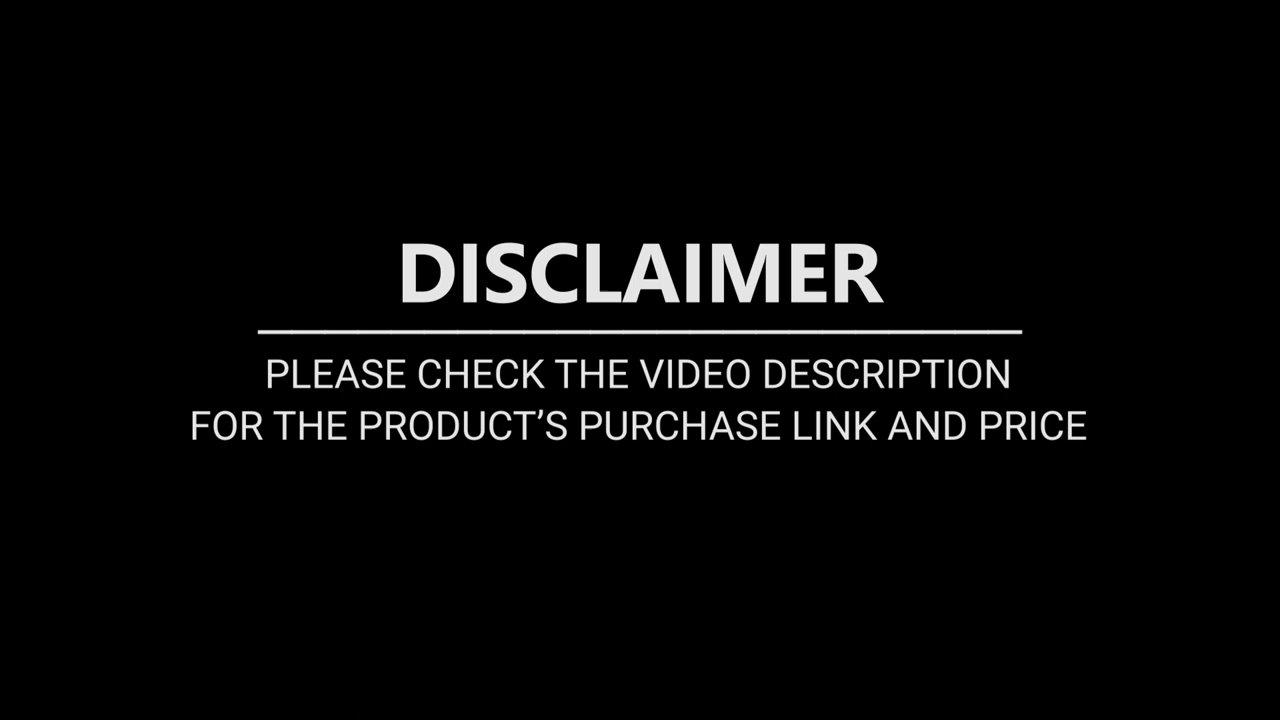 DISCLAIMER
PLEASE CHECK THE VIDEO DESCRIPTION
FOR THE PRODUCT’S PURCHASE LINK AND PRICE